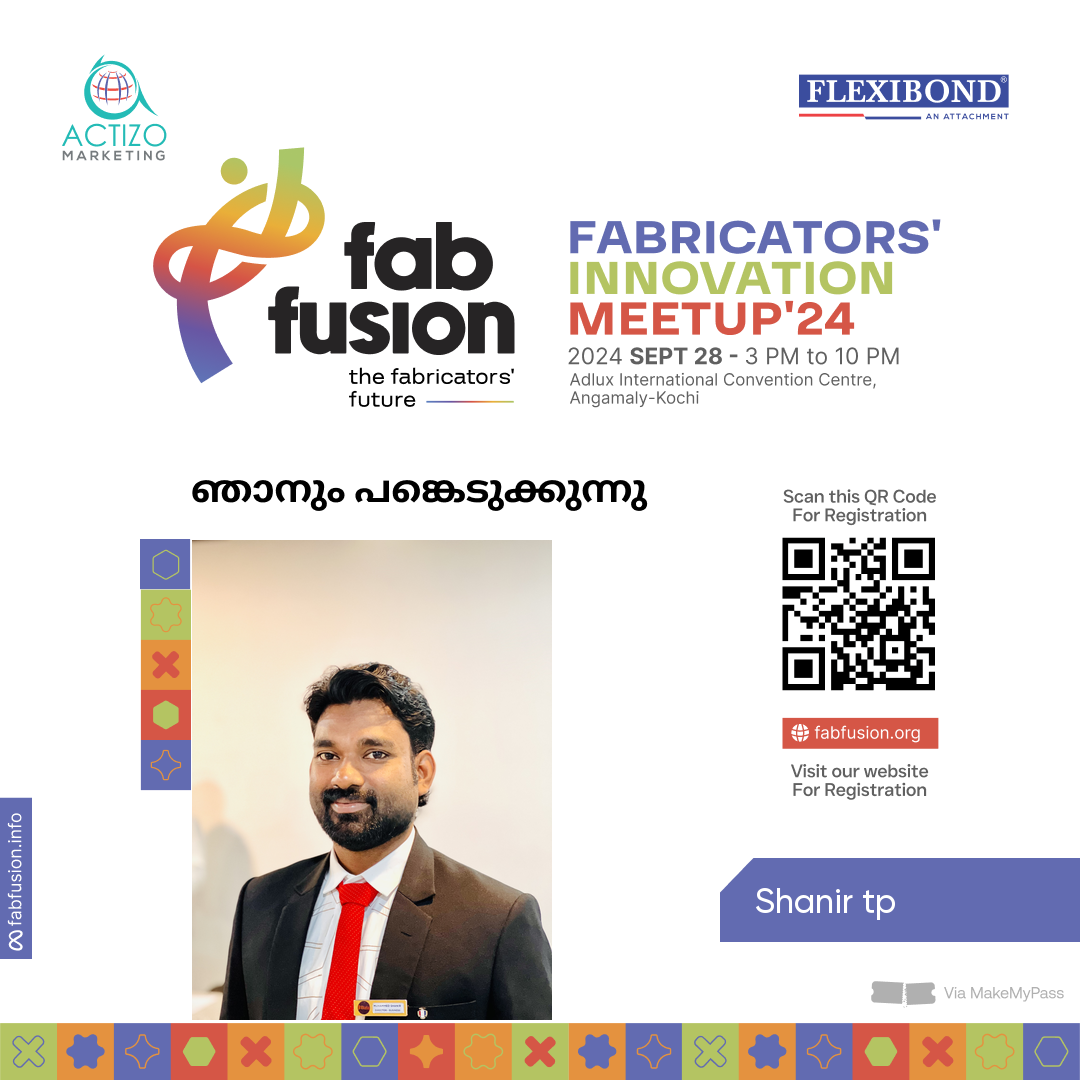 ACTIZO
MARKETING
FLEXIBOND®
AN ATTACHMENT
fab
fusion
the fabricators'
future
FABRICATORS'
INNOVATION
MEETUP'24
2024 SEPT 28 - 3 PM to 10 PM
Adlux International Convention Centre,
Angamaly-Kochi
ഞാനും പങ്കെടുക്കുന്നു
Scan this QR Code
For Registration
fabfusion.org
Visit our website
For Registration
fabfusion.info
Shanir tp
Via MakeMyPass